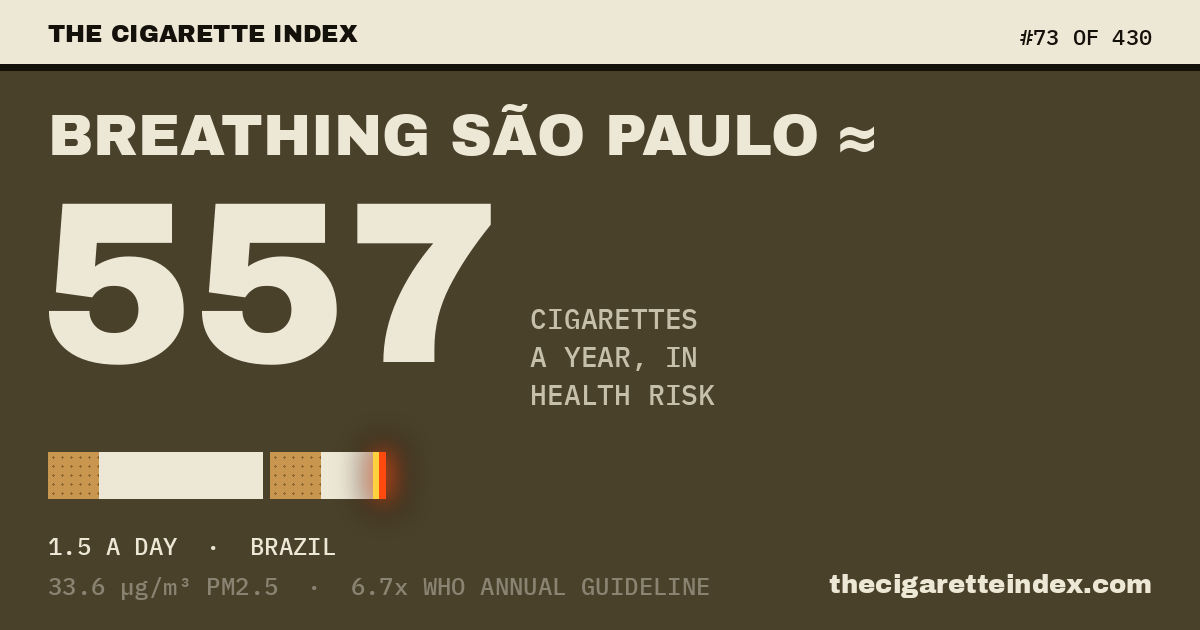 THE CIGARETTE INDEX
#73 OF 430
BREATHING SÃO PAULO ≈
557
CIGARETTES
A YEAR, IN
HEALTH RISK
1.5 A DAY · BRAZIL
33.6 µg/m³ PM2.5 · 6.7x WHO ANNUAL GUIDELINE
thecigaretteindex.com